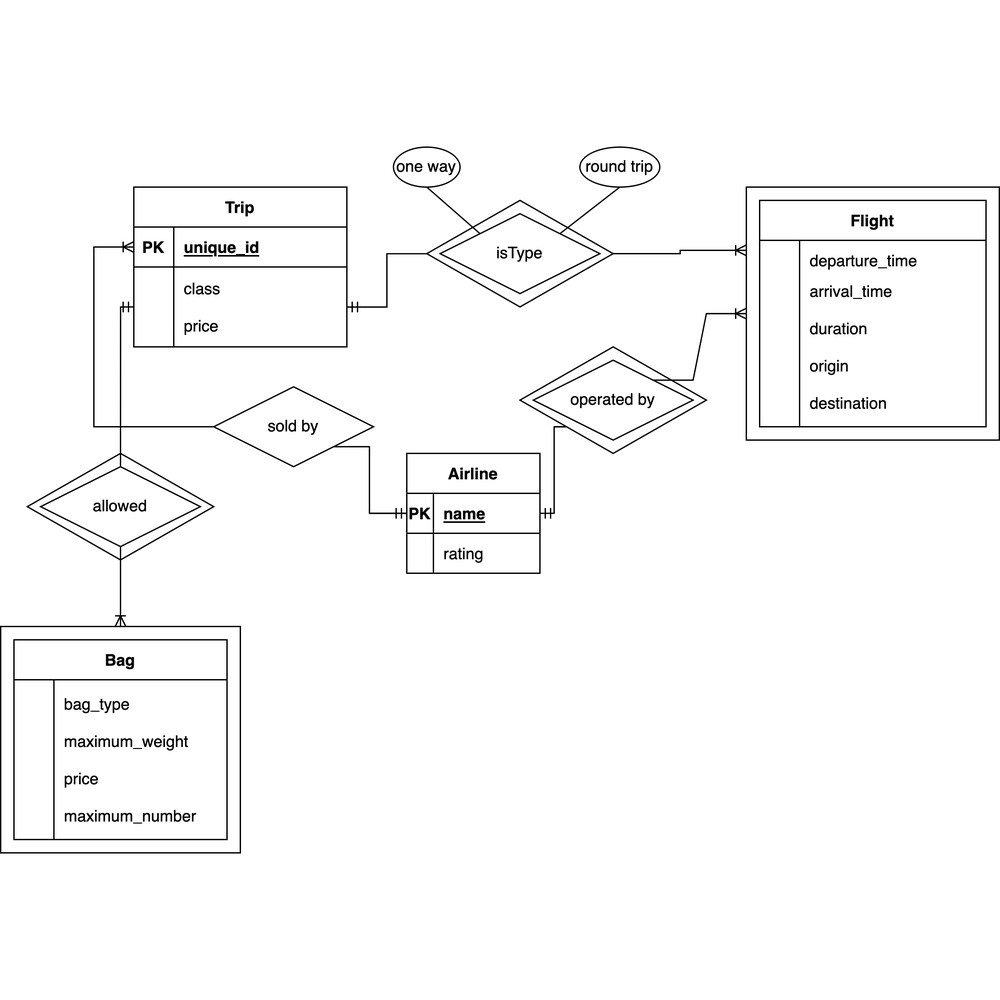 one way
round trip
Trip
PK
unique_id
class
price
isType
Flight
departure_time
arrival_time
duration
origin
destination
sold by
operated by
Airline
PK
name
rating
allowed
Bag
bag_type
maximum_weight
price
maximum_number